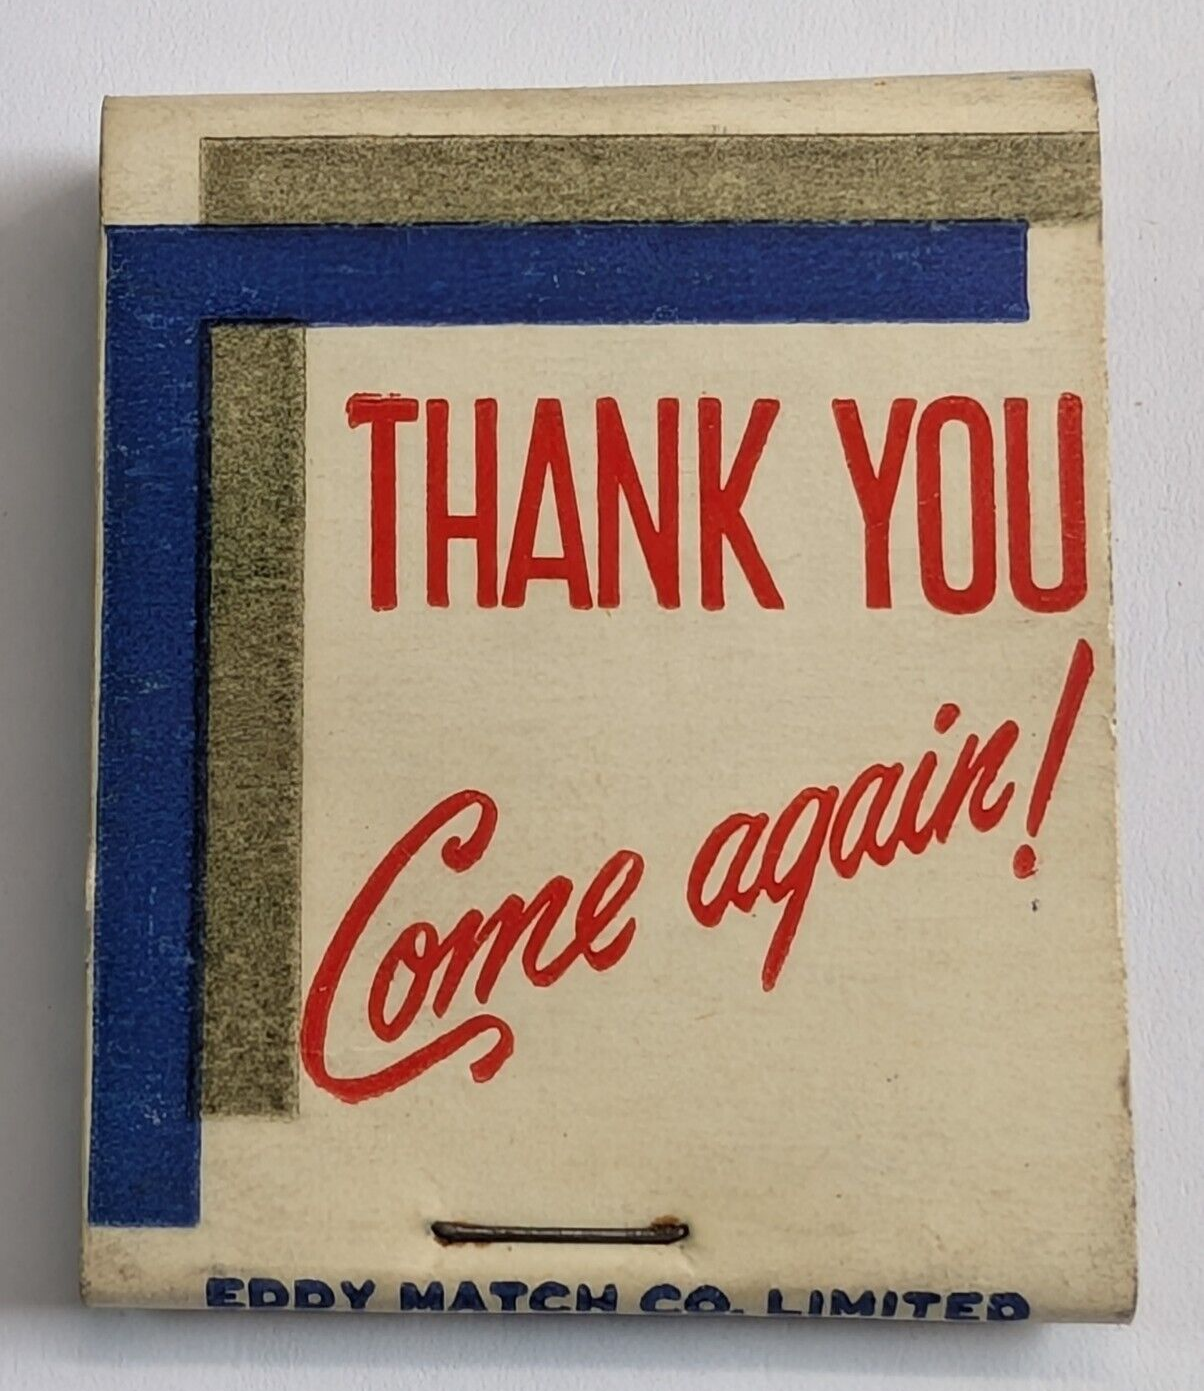 THANK YOU
Come again!
EDDY MATCH CO. LIMITED